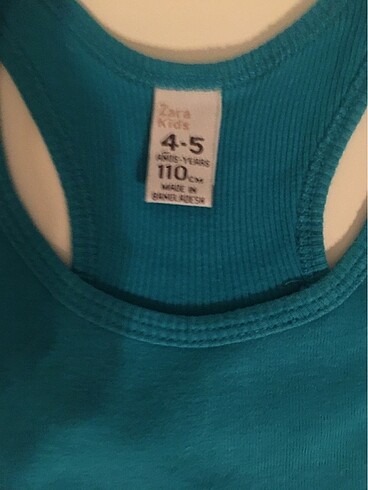 Zara
Kids
4-5
AÑOS-YEARS
110CM
MADE IN
BANGLADESH